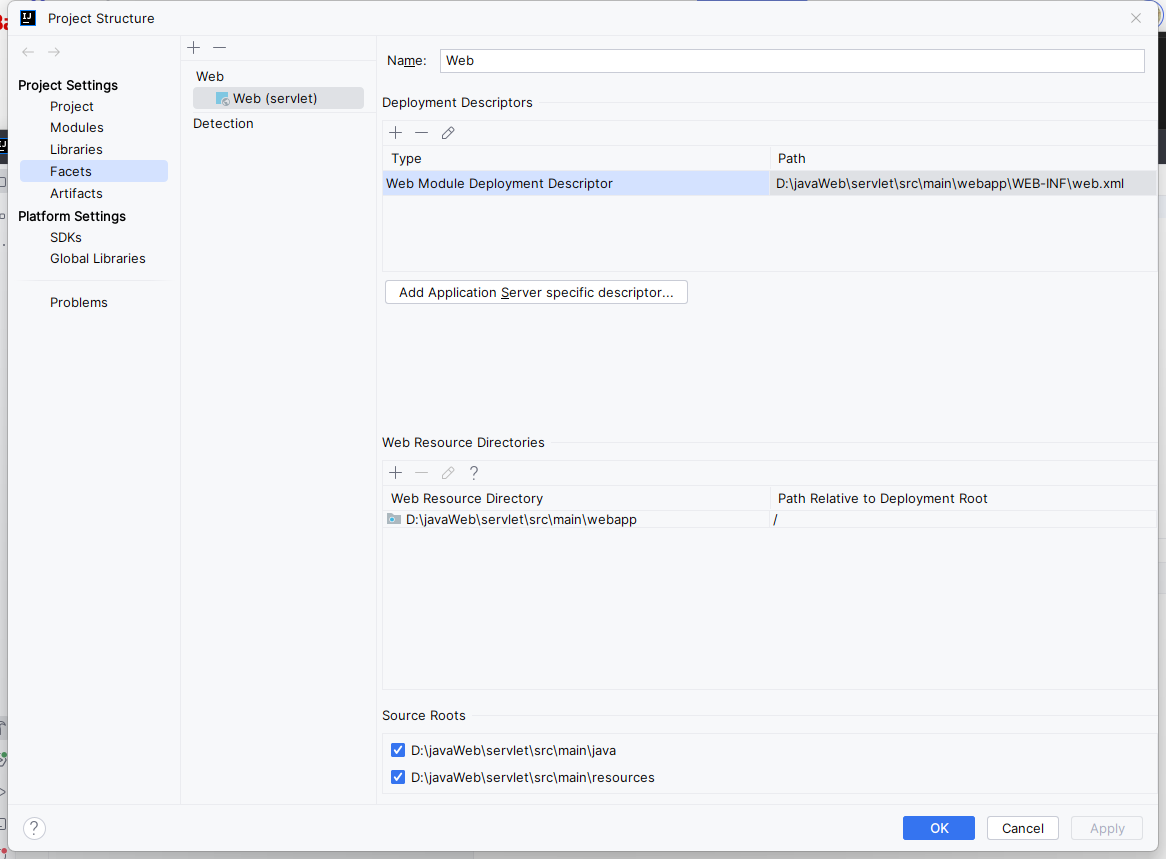 Project Structure
Project Settings
Project
Modules
Libraries
Facets
Artifacts
Platform Settings
SDKs
Global Libraries
Problems
Web
Web (servlet)
Detection
Name: Web
Deployment Descriptors
Type Path
Web Module Deployment Descriptor D:\javaWeb\servlet\src\main\webapp\WEB-INF\web.xml
Add Application Server specific descriptor...
Web Resource Directories
?
Web Resource Directory Path Relative to Deployment Root
D:\javaWeb\servlet\src\main\webapp /
Source Roots
D:\javaWeb\servlet\src\main\java
D:\javaWeb\servlet\src\main\resources
? OK Cancel Apply